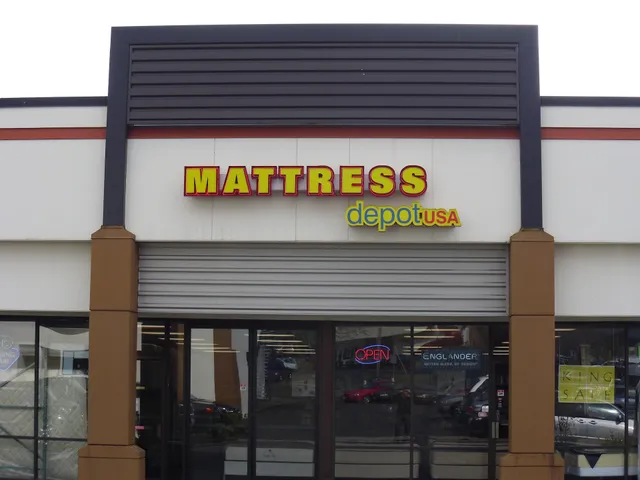 MATTRESS
depotUSA
OPEN
ENGLANDER
KING
SALE